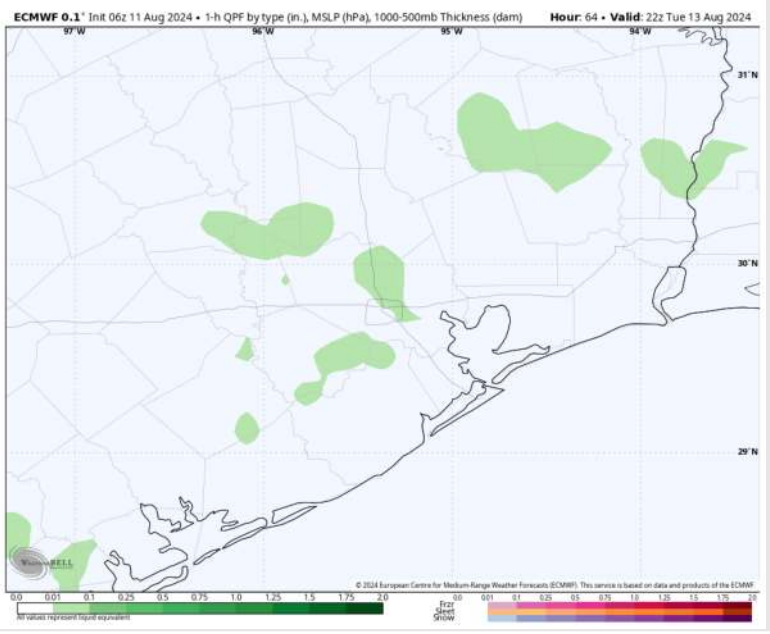 ECMWF 0.1° Init 06z 11 Aug 2024 • 1-h QPF by type (in.), MSLP (hPa), 1000-500mb Thickness (dam) Hour: 64 • Valid: 22z Tue 13 Aug 2024
97°W 96°W 95°W 94°W
31°N
30°N
29°N
WeatherBELL
© 2024 European Centre for Medium-Range Weather Forecasts (ECMWF). This service is based on data and products of the ECMWF
0.0 0.01 0.1 0.25 0.5 0.75 1.0 1.25 1.5 1.75 2.0
All values represent liquid equivalent
0.0 0.01 0.1 0.25 0.5 0.75 1.0 1.25 1.5 1.75 2.0
Frzr
Sleet
Snow